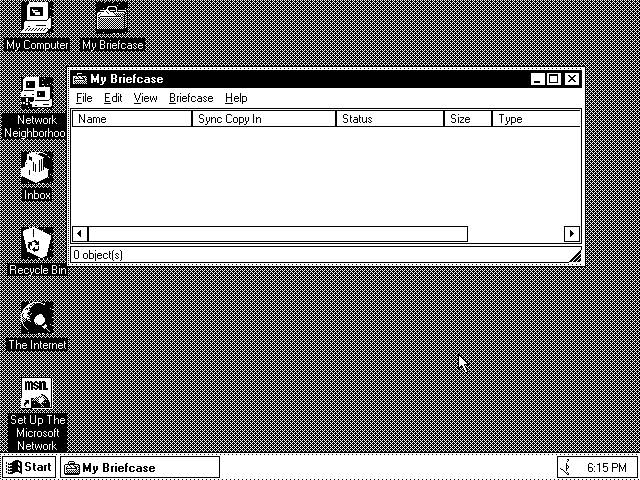 My Computer
My Briefcase
My Briefcase
File Edit View Briefcase Help
Name Sync Copy In Status Size Type
0 object(s)
Network
Neighborhoo
Inbox
Recycle Bin
The Internet
msn.
Set Up The
Microsoft
Network
Start
My Briefcase
6:15 PM